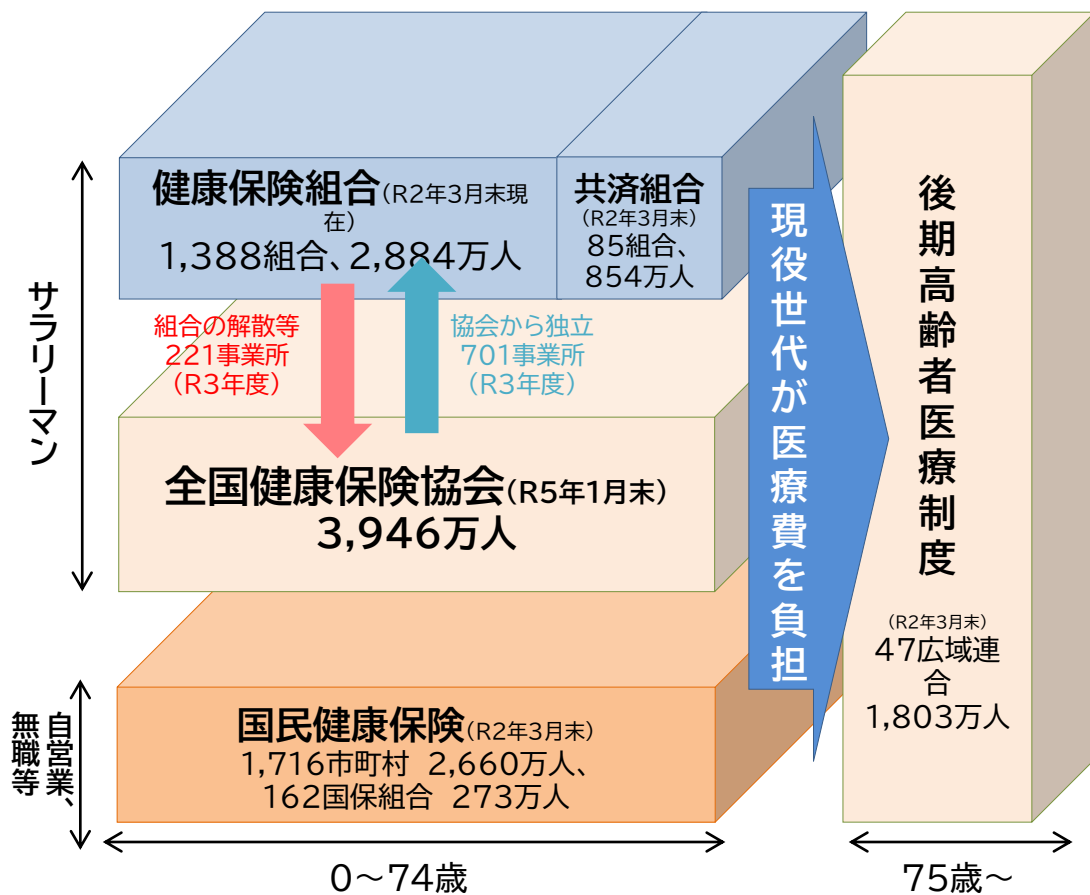 サラリーマン
健康保険組合(R2年3月末現
在)
1,388組合、2,884万人
共済組合
(R2年3月末)
85組合、
854万人
組合の解散等
221事業所
(R3年度)
協会から独立
701事業所
(R3年度)
全国健康保険協会(R5年1月末)
3,946万人
自営業、
無職等
国民健康保険(R2年3月末)
1,716市町村 2,660万人、
162国保組合 273万人
0～74歳
現役世代が医療費を負担
後期高齢者医療制度
(R2年3月末)
47広域連
合
1,803万人
75歳～